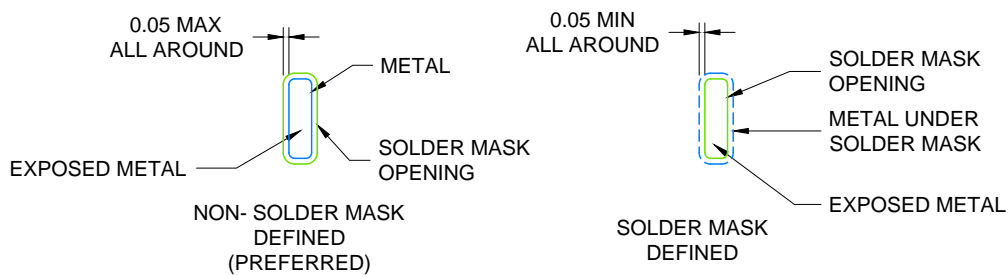 0.05 MAX
ALL AROUND
METAL
EXPOSED METAL
SOLDER MASK
OPENING
NON- SOLDER MASK
DEFINED
(PREFERRED)
0.05 MIN
ALL AROUND
SOLDER MASK
OPENING
METAL UNDER
SOLDER MASK
EXPOSED METAL
SOLDER MASK
DEFINED